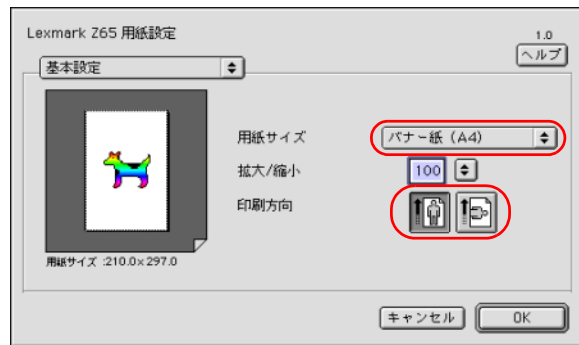 Lexmark Z65 用紙設定
1.0
ヘルプ
基本設定
用紙サイズ
バナー紙（A4）
拡大/縮小
100
印刷方向
用紙サイズ :210.0×297.0
キャンセル
OK